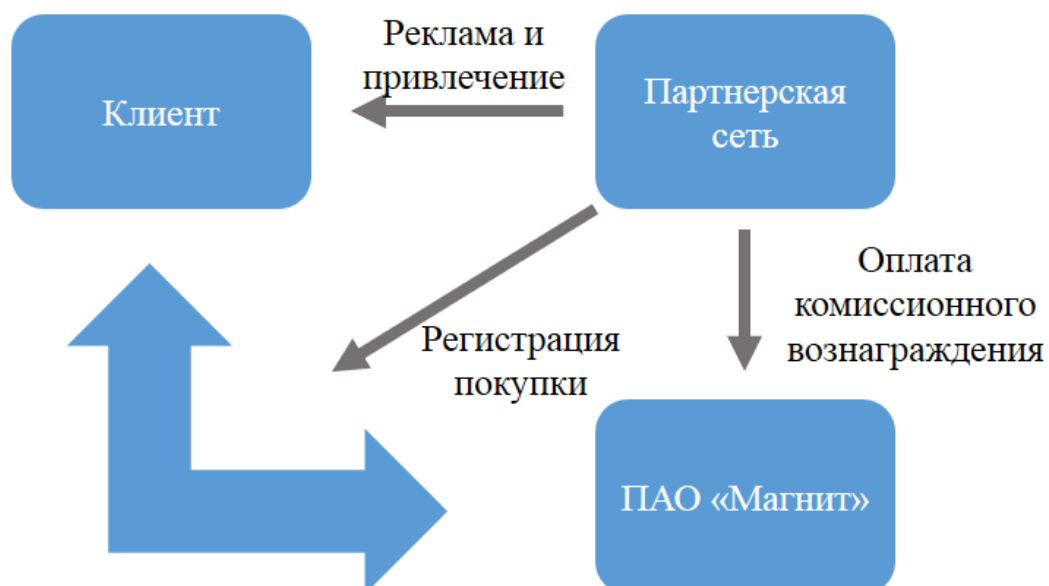 Клиент
Реклама и
привлечение
Партнерская
сеть
Регистрация
покупки
Оплата
комиссионного
вознаграждения
ПАО «Магнит»